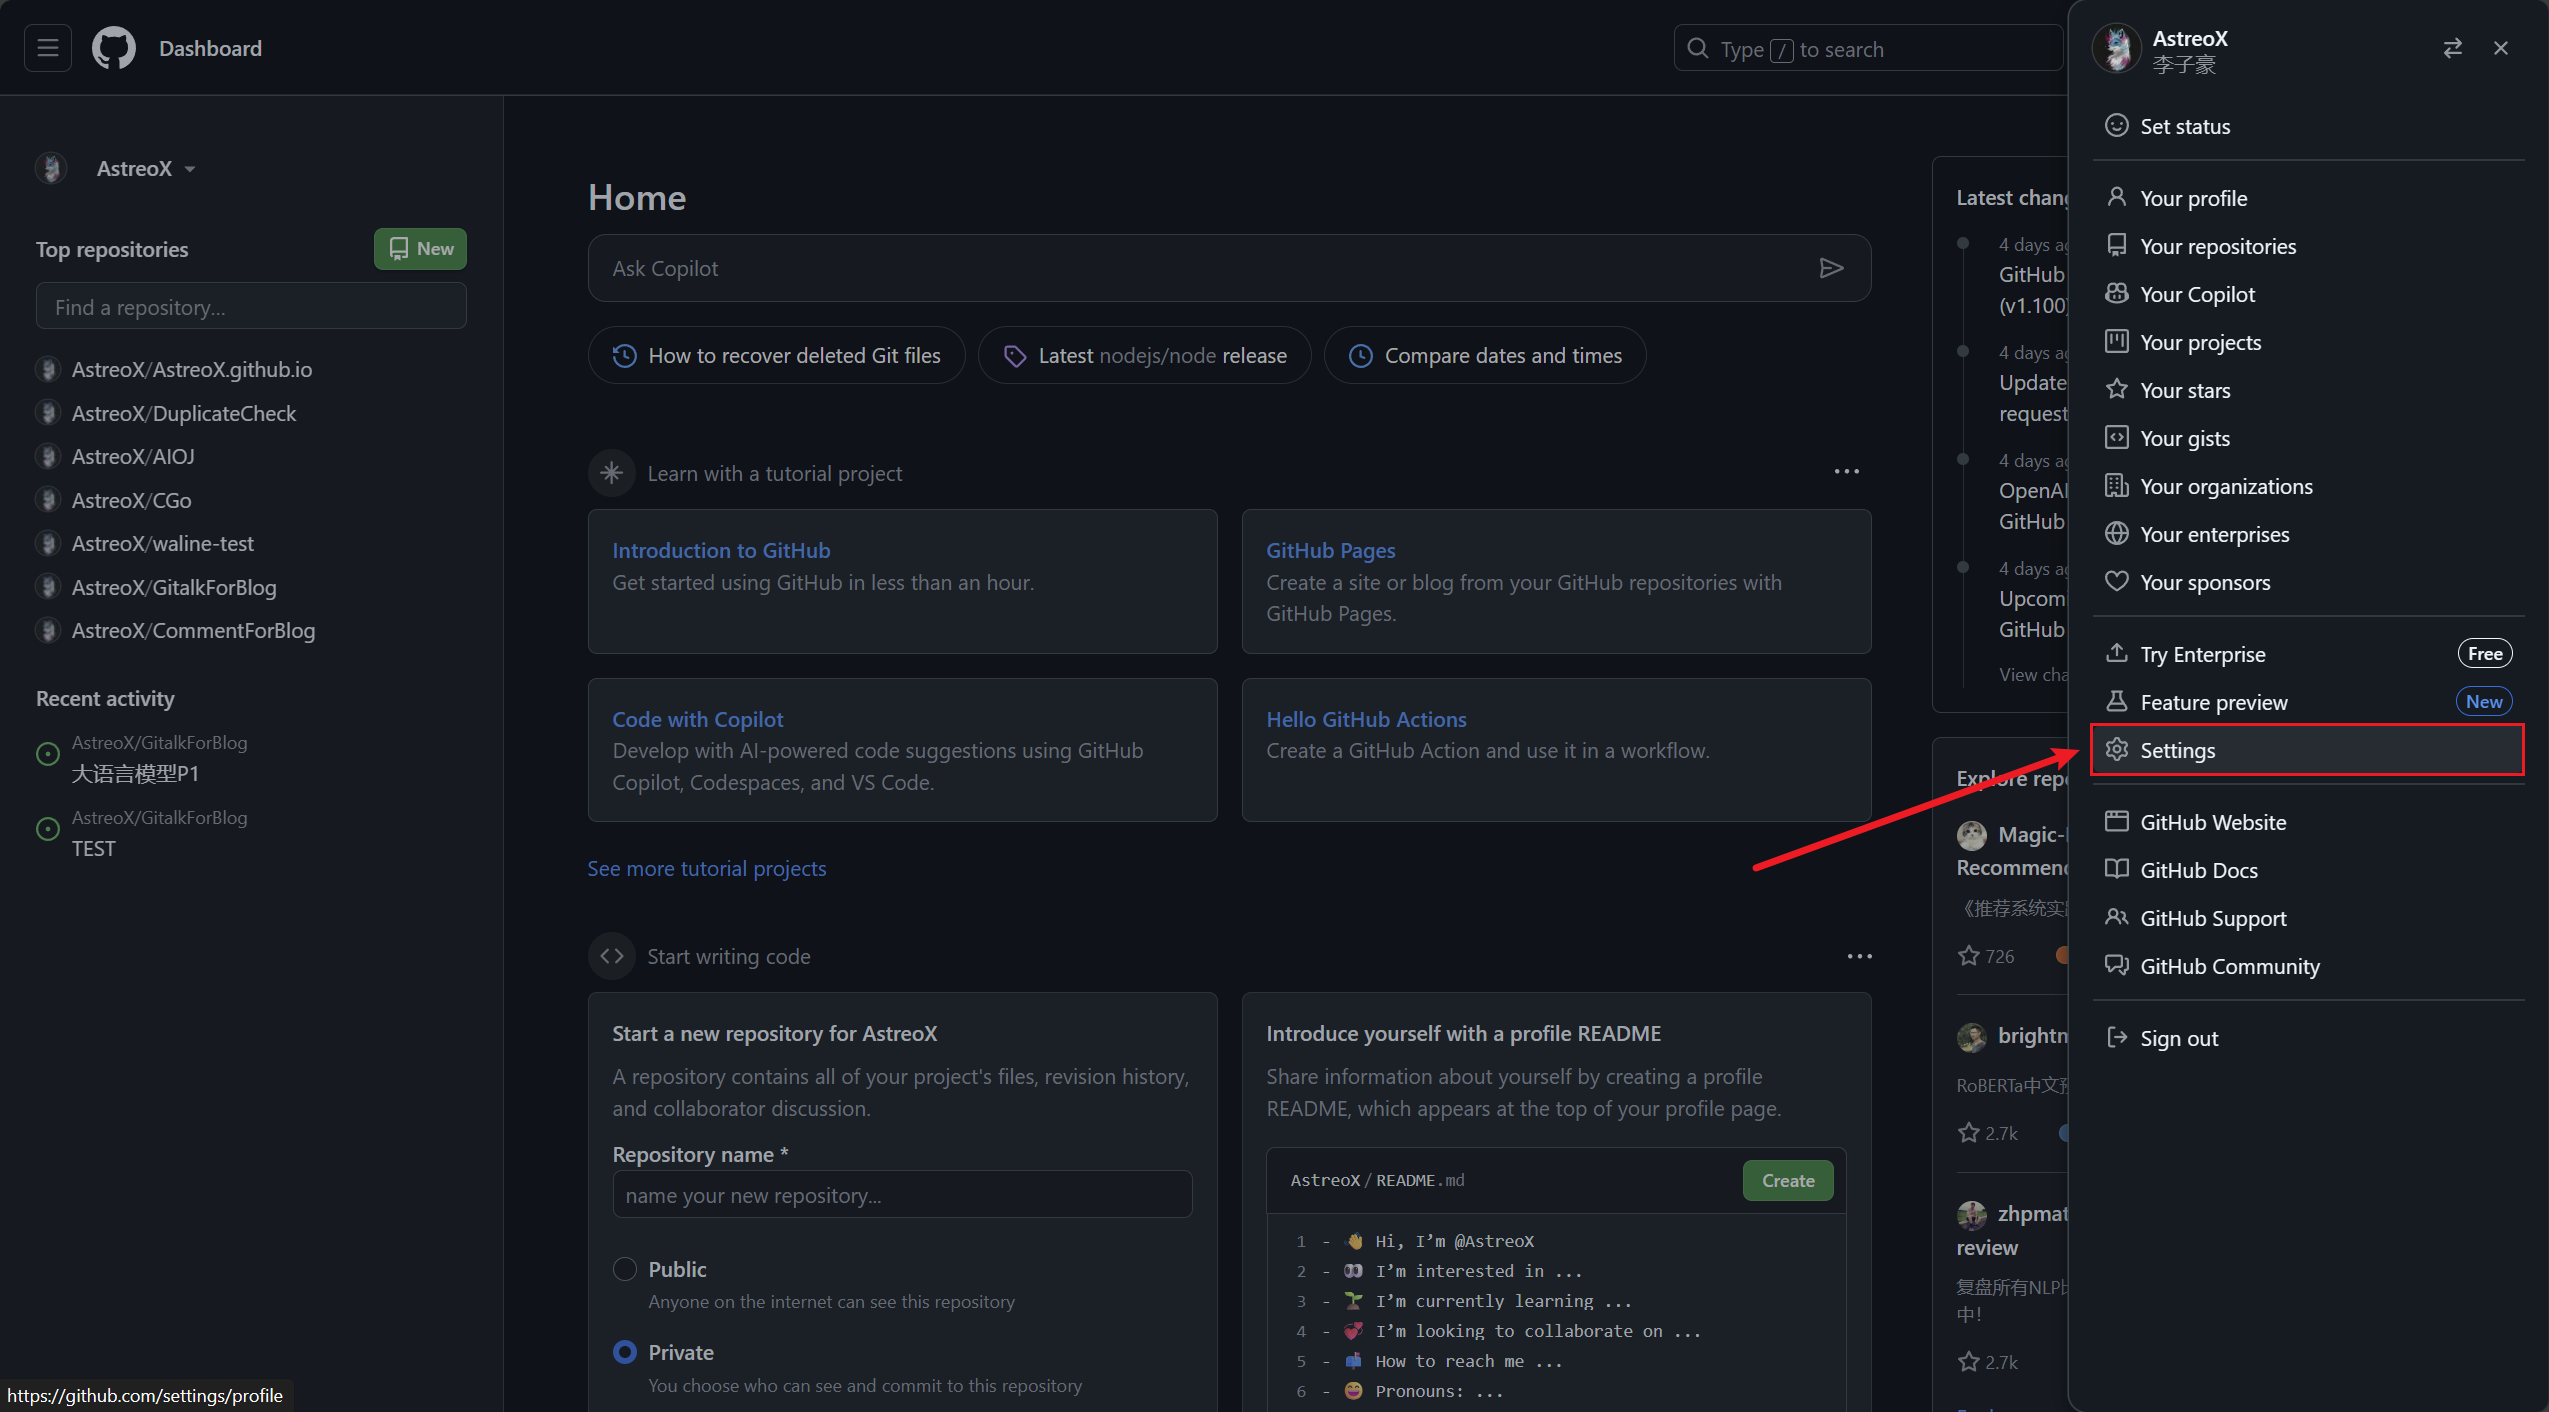 Dashboard
Type / to search
AstreoX
Top repositories
New
Find a repository...
AstreoX/AstreoX.github.io
AstreoX/DuplicateCheck
AstreoX/AIOJ
AstreoX/CGo
AstreoX/waline-test
AstreoX/GitalkForBlog
AstreoX/CommentForBlog
Recent activity
AstreoX/GitalkForBlog
大语言模型P1
AstreoX/GitalkForBlog
TEST
https://github.com/settings/profile
Home
Ask Copilot
How to recover deleted Git files
Latest nodejs/node release
Compare dates and times
Learn with a tutorial project
Introduction to GitHub
Get started using GitHub in less than an hour.
GitHub Pages
Create a site or blog from your GitHub repositories with
GitHub Pages.
Code with Copilot
Develop with AI-powered code suggestions using GitHub
Copilot, Codespaces, and VS Code.
Hello GitHub Actions
Create a GitHub Action and use it in a workflow.
See more tutorial projects
Start writing code
Start a new repository for AstreoX
A repository contains all of your project's files, revision history,
and collaborator discussion.
Repository name *
name your new repository...
Public
Anyone on the internet can see this repository
Private
You choose who can see and commit to this repository
Introduce yourself with a profile README
Share information about yourself by creating a profile
README, which appears at the top of your profile page.
AstreoX / README.md
Create
1 - 👋 Hi, I’m @AstreoX
2 - 👀 I’m interested in ...
3 - 🌱 I’m currently learning ...
4 - 💞️ I’m looking to collaborate on ...
5 - 📫 How to reach me ...
6 - 😄 Pronouns: ...
Latest chang
4 days ag
GitHub
(v1.100)
4 days ag
Update
request
4 days ag
OpenAI
GitHub
4 days ag
Upcomi
GitHub
View cha
Explore repo
Magic-
Recommend
《推荐系统实
726
brightm
RoBERTa中文
2.7k
zhpmat
review
复盘所有NLP比
中！
2.7k
AstreoX
李子豪
Set status
Your profile
Your repositories
Your Copilot
Your projects
Your stars
Your gists
Your organizations
Your enterprises
Your sponsors
Try Enterprise
Free
Feature preview
New
Settings
GitHub Website
GitHub Docs
GitHub Support
GitHub Community
Sign out